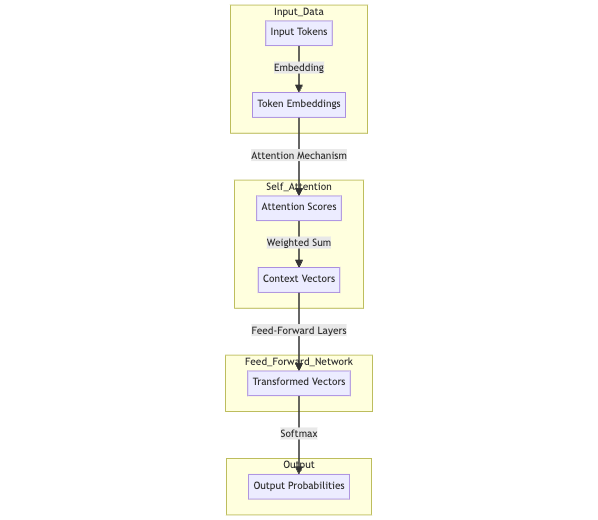 Input_Data
Input Tokens
Embedding
Token Embeddings
Attention Mechanism
Self_Attention
Attention Scores
Weighted Sum
Context Vectors
Feed-Forward Layers
Feed_Forward_Network
Transformed Vectors
Softmax
Output
Output Probabilities